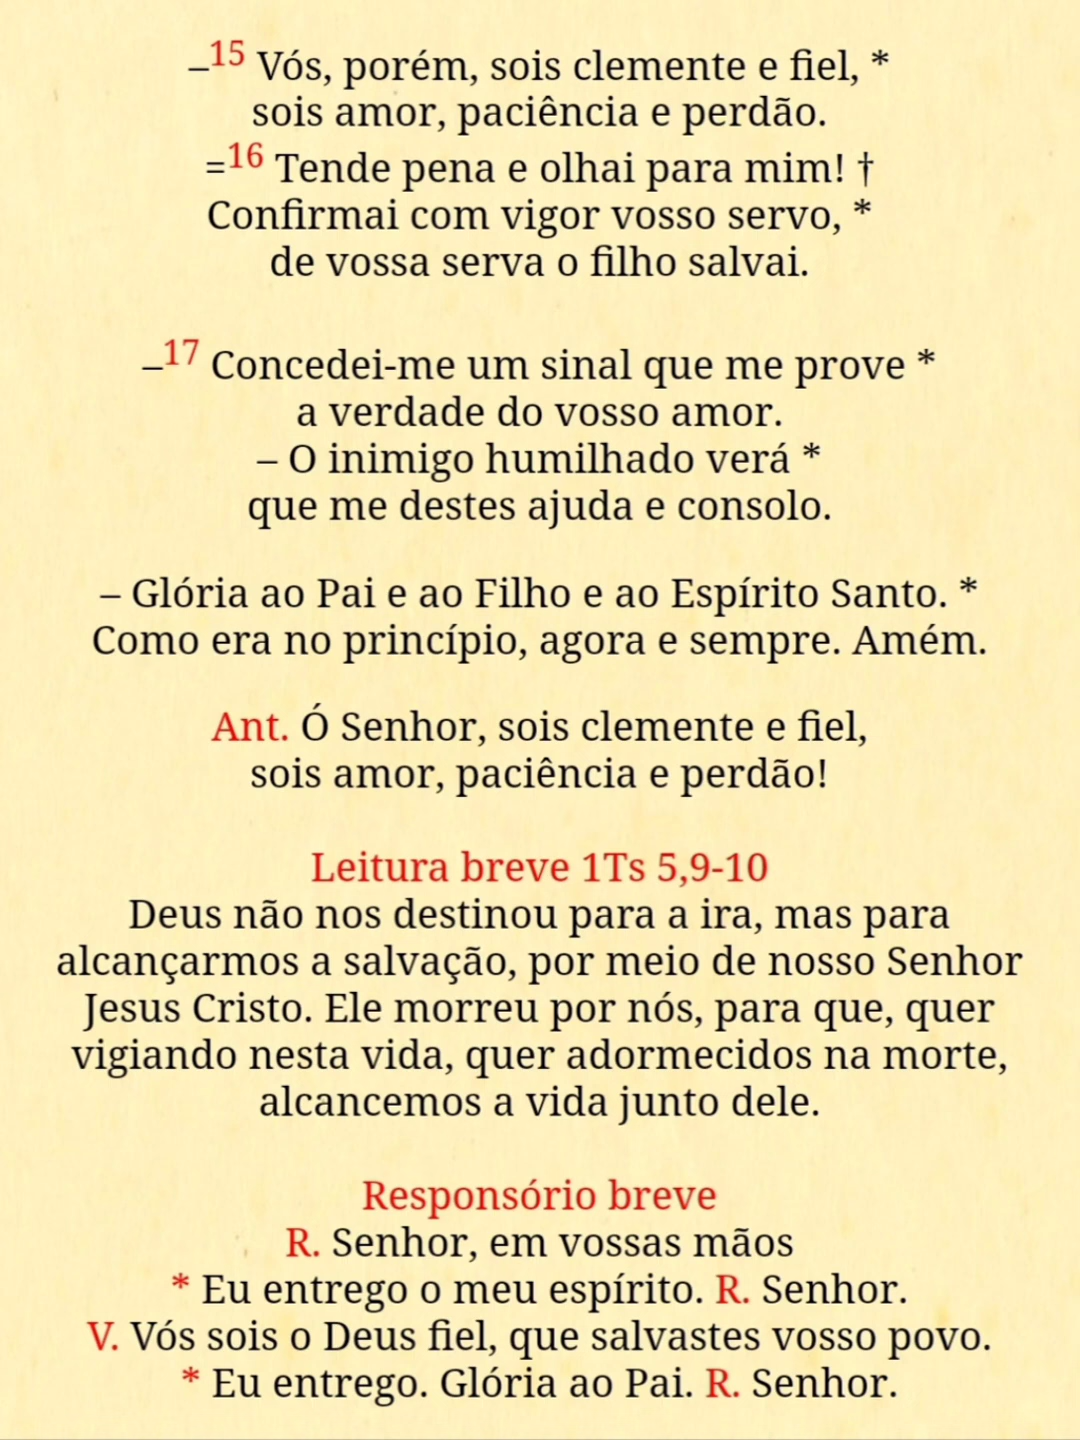 –15 Vós, porém, sois clemente e fiel, *
sois amor, paciência e perdão.
=16 Tende pena e olhai para mim! †
Confirmai com vigor vosso servo, *
de vossa serva o filho salvai.
–17 Concedei-me um sinal que me prove *
a verdade do vosso amor.
– O inimigo humilhado verá *
que me destes ajuda e consolo.
– Glória ao Pai e ao Filho e ao Espírito Santo. *
Como era no princípio, agora e sempre. Amém.
Ant. Ó Senhor, sois clemente e fiel,
sois amor, paciência e perdão!
Leitura breve 1Ts 5,9-10
Deus não nos destinou para a ira, mas para
alcançarmos a salvação, por meio de nosso Senhor
Jesus Cristo. Ele morreu por nós, para que, quer
vigiando nesta vida, quer adormecidos na morte,
alcancemos a vida junto dele.
Responsório breve
R. Senhor, em vossas mãos
* Eu entrego o meu espírito. R. Senhor.
V. Vós sois o Deus fiel, que salvastes vosso povo.
* Eu entrego. Glória ao Pai. R. Senhor.